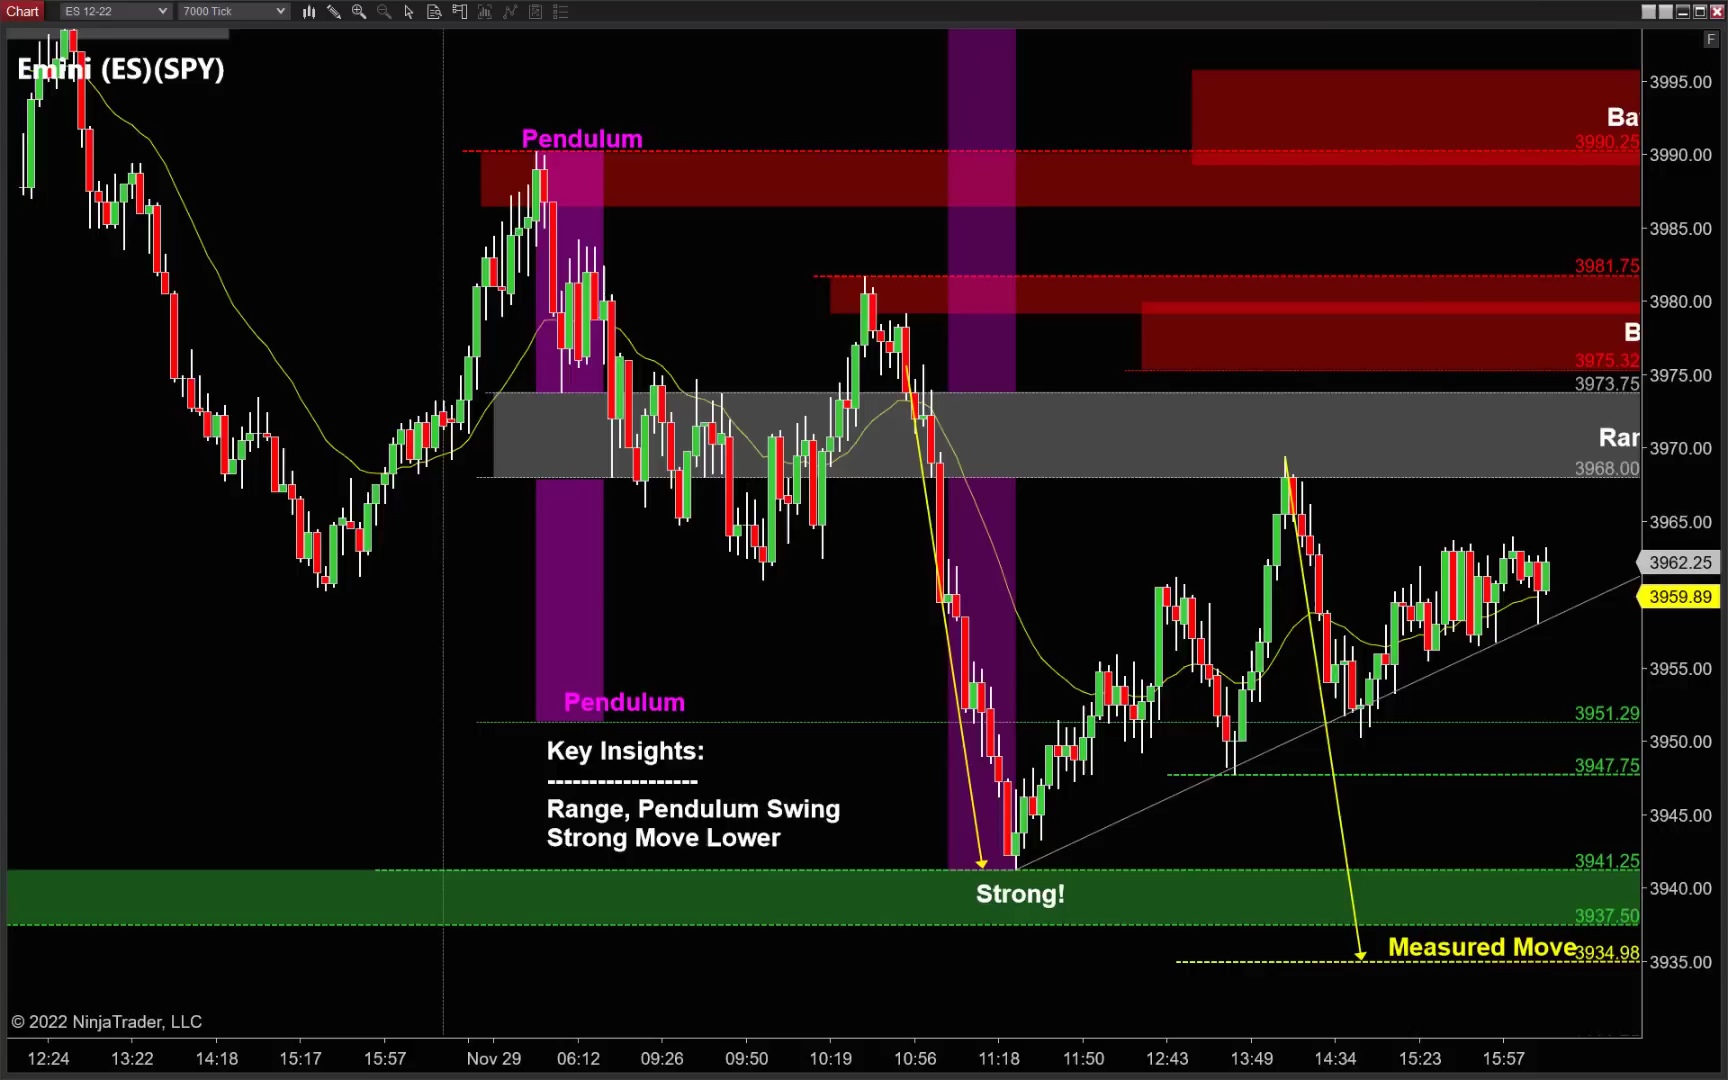 Chart
ES 12-22
7000 Tick
F
Emini (ES)(SPY)
3995.00
Ba
3990.25
Pendulum
3990.00
3985.00
3981.75
3980.00
B
3975.32
3975.00
3973.75
Ran
3970.00
3968.00
3965.00
3962.25
3959.89
3955.00
Pendulum
3951.29
3950.00
Key Insights:
------------------
3947.75
Range, Pendulum Swing
3945.00
Strong Move Lower
3941.25
Strong!
3940.00
3937.50
Measured Move
3934.98
3935.00
© 2022 NinjaTrader, LLC
12:24 13:22 14:18 15:17 15:57 Nov 29 06:12 09:26 09:50 10:19 10:56 11:18 11:50 12:43 13:49 14:34 15:23 15:57